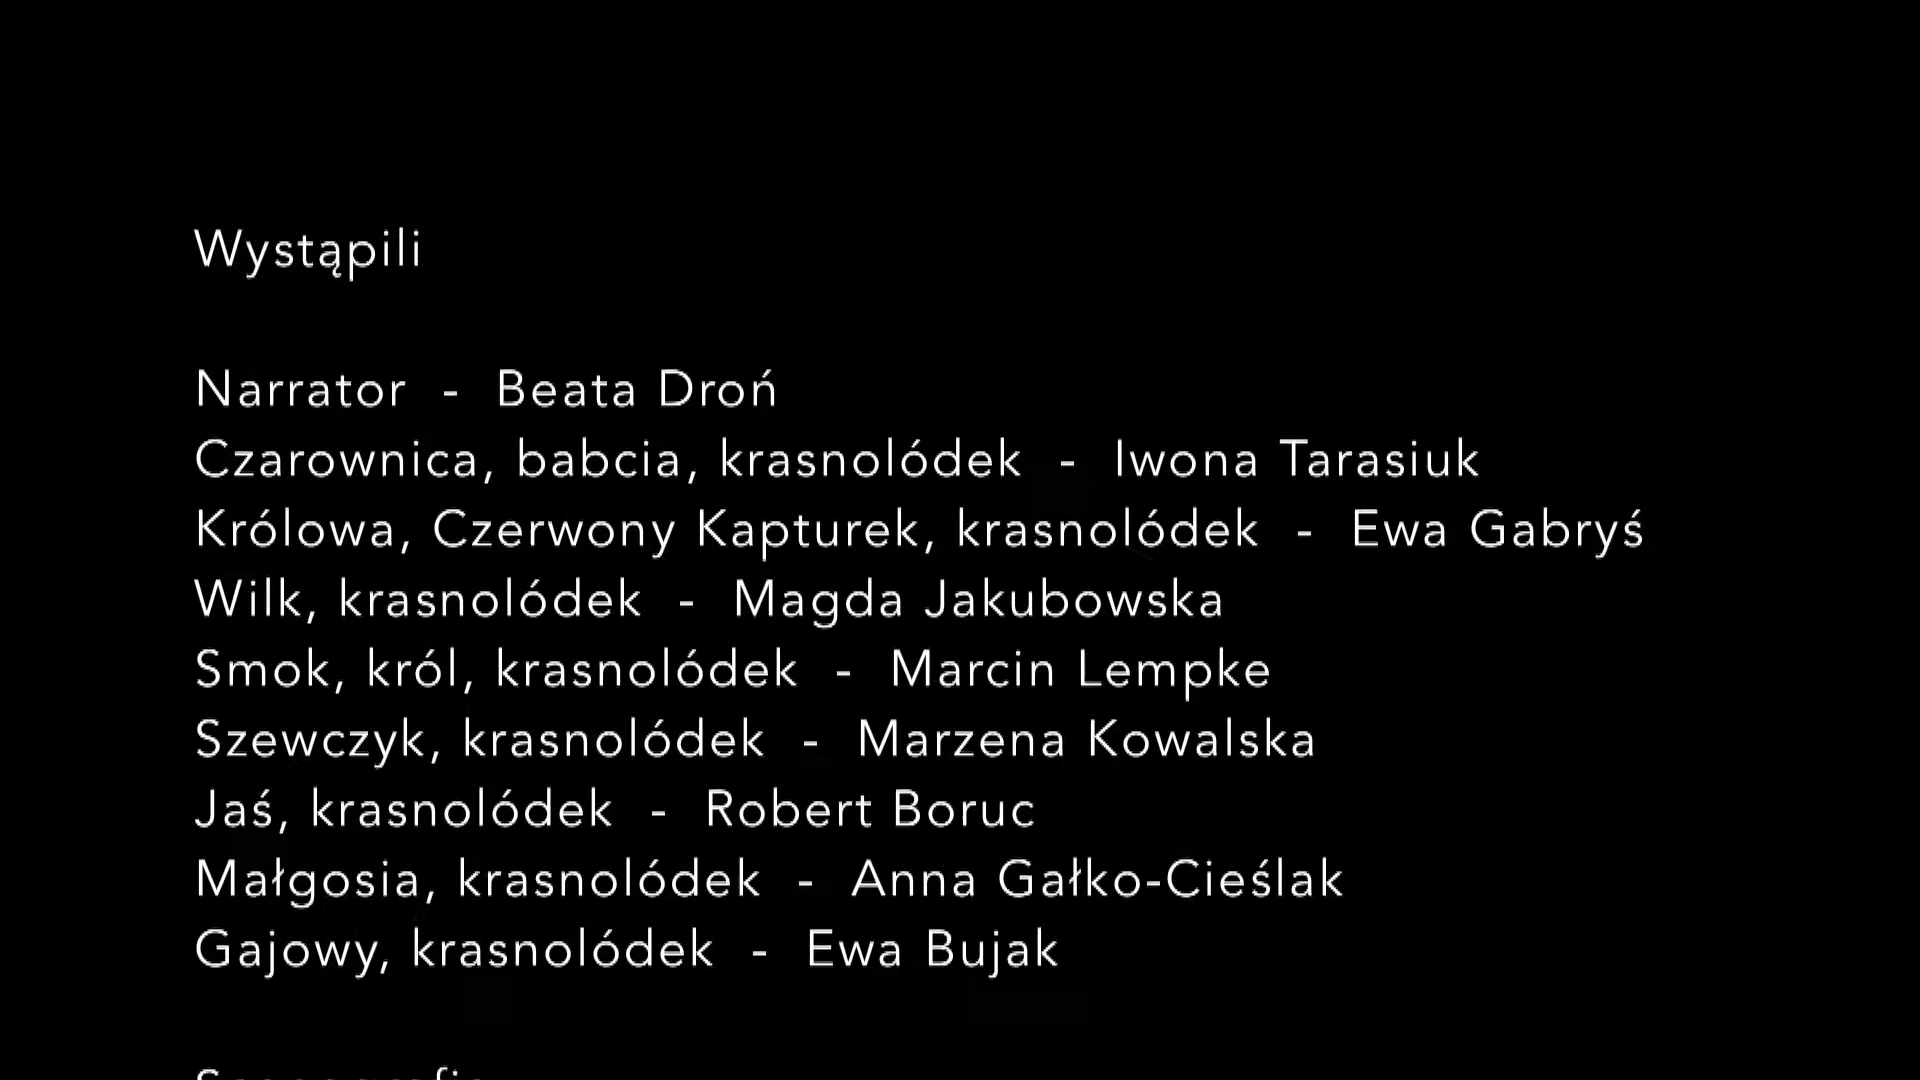 Wystąpili
Narrator - Beata Droń
Czarownica, babcia, krasnolódek - Iwona Tarasiuk
Królowa, Czerwony Kapturek, krasnolódek - Ewa Gabryś
Wilk, krasnolódek - Magda Jakubowska
Smok, król, krasnolódek - Marcin Lempke
Szewczyk, krasnolódek - Marzena Kowalska
Jaś, krasnolódek - Robert Boruc
Małgosia, krasnolódek - Anna Gałko-Cieślak
Gajowy, krasnolódek - Ewa Bujak